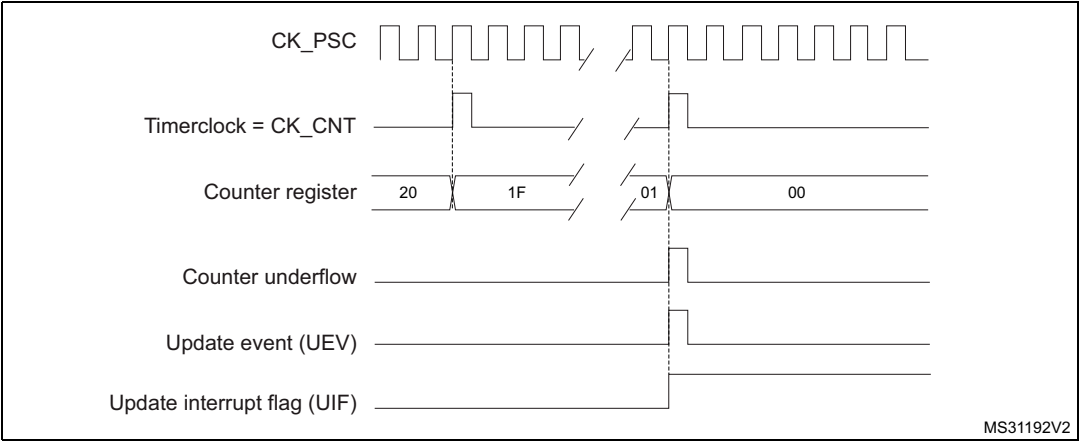 CK_PSC
Timerclock = CK_CNT
Counter register
20 1F 01 00
Counter underflow
Update event (UEV)
Update interrupt flag (UIF)
MS31192V2